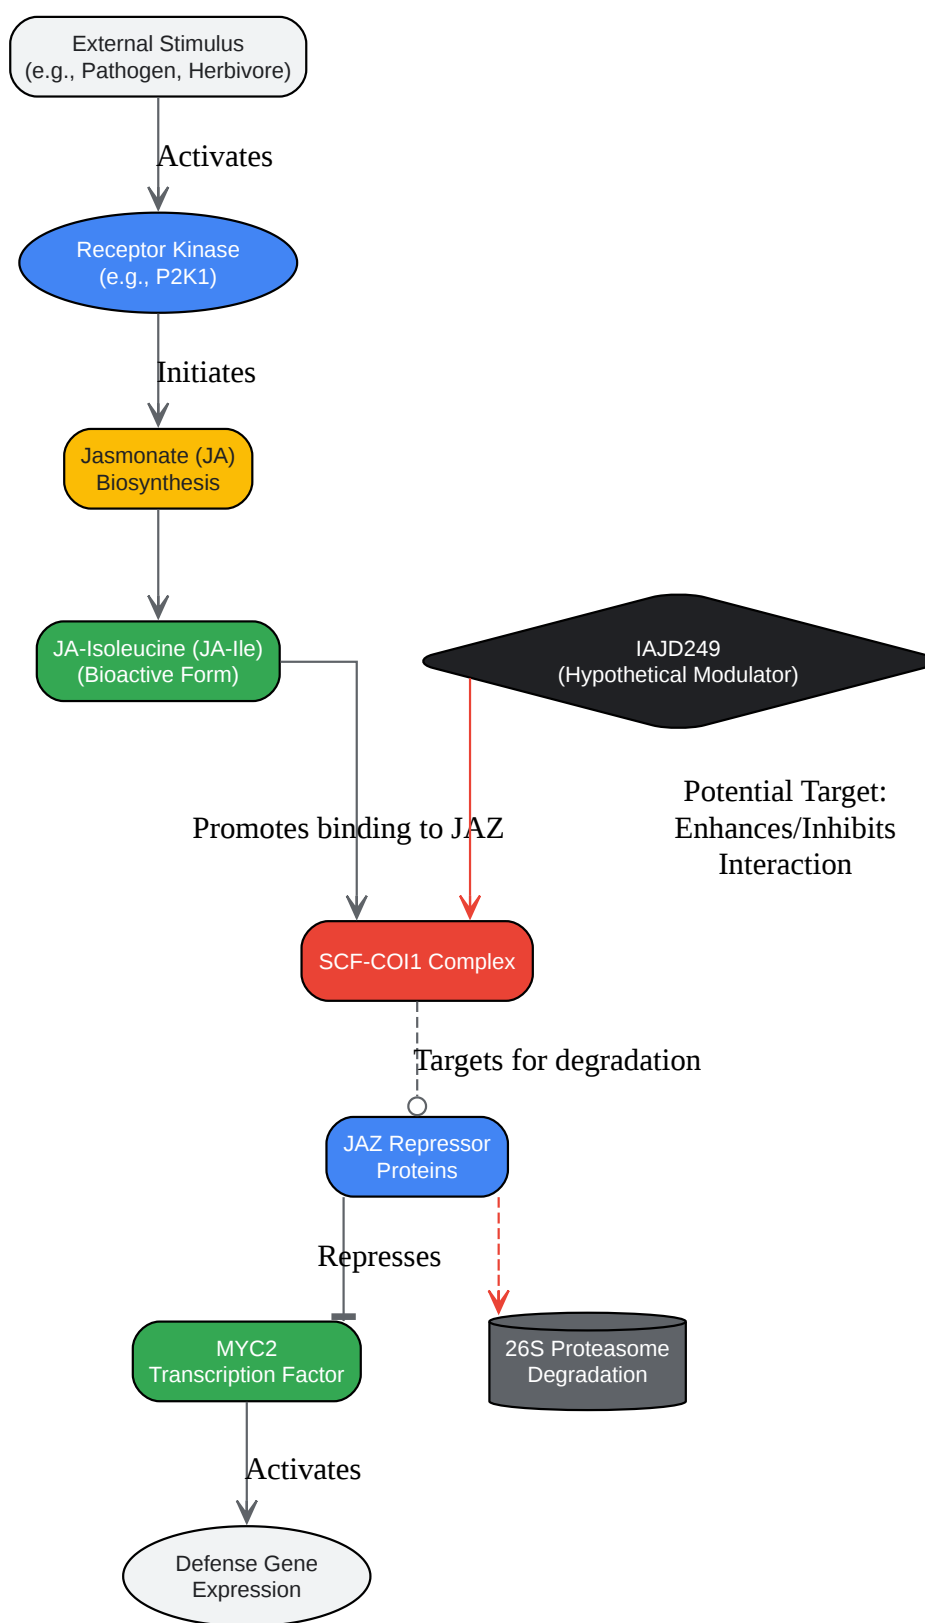 External Stimulus
(e.g., Pathogen, Herbivore)
Activates
Receptor Kinase
(e.g., P2K1)
Initiates
Jasmonate (JA)
Biosynthesis
JA-Isoleucine (JA-Ile)
(Bioactive Form)
IAJD249
(Hypothetical Modulator)
Promotes binding to JAZ
Potential Target:
Enhances/Inhibits
Interaction
SCF-COI1 Complex
Targets for degradation
JAZ Repressor
Proteins
Represses
MYC2
Transcription Factor
26S Proteasome
Degradation
Activates
Defense Gene
Expression